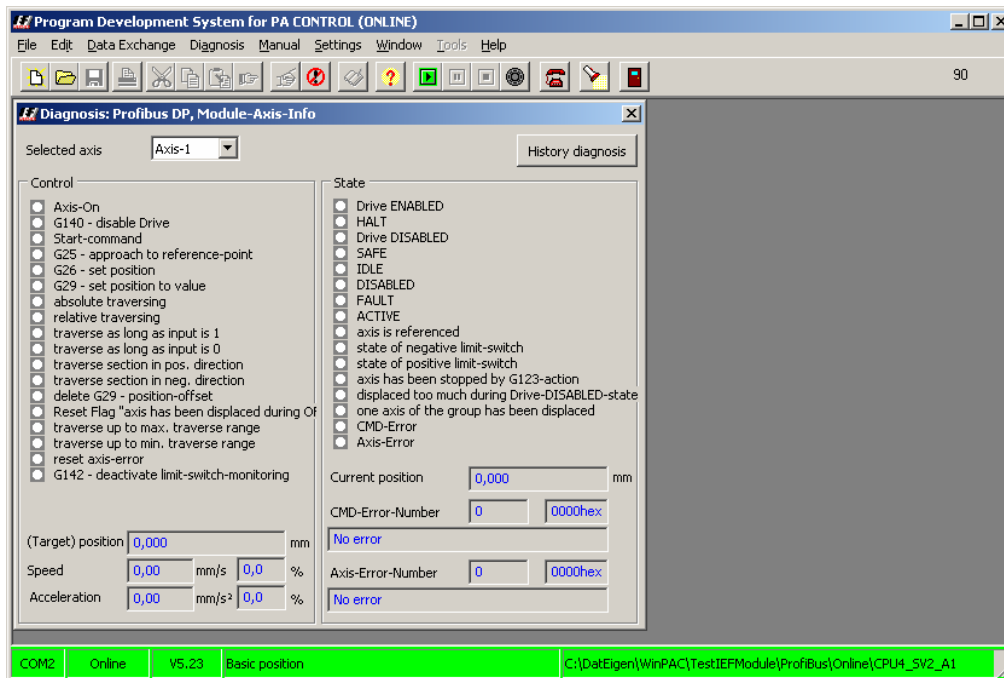 Program Development System for PA CONTROL (ONLINE)
File Edit Data Exchange Diagnosis Manual Settings Window Tools Help
90
Diagnosis: Profibus DP, Module-Axis-Info
Selected axis Axis-1 History diagnosis
Control
Axis-On
G140 - disable Drive
Start-command
G25 - approach to reference-point
G26 - set position
G29 - set position to value
absolute traversing
relative traversing
traverse as long as input is 1
traverse as long as input is 0
traverse section in pos. direction
traverse section in neg. direction
delete G29 - position-offset
Reset Flag "axis has been displaced during OF
traverse up to max. traverse range
traverse up to min. traverse range
reset axis-error
G142 - deactivate limit-switch-monitoring
(Target) position 0,000 mm
Speed 0,00 mm/s 0,0 %
Acceleration 0,00 mm/s² 0,0 %
State
Drive ENABLED
HALT
Drive DISABLED
SAFE
IDLE
DISABLED
FAULT
ACTIVE
axis is referenced
state of negative limit-switch
state of positive limit-switch
axis has been stopped by G123-action
displaced too much during Drive-DISABLED-state
one axis of the group has been displaced
CMD-Error
Axis-Error
Current position 0,000 mm
CMD-Error-Number 0 0000hex
No error
Axis-Error-Number 0 0000hex
No error
COM2 Online V5.23 Basic position C:\DatEigen\WinPAC\TestIEFModule\ProfiBus\Online\CPU4_SV2_A1